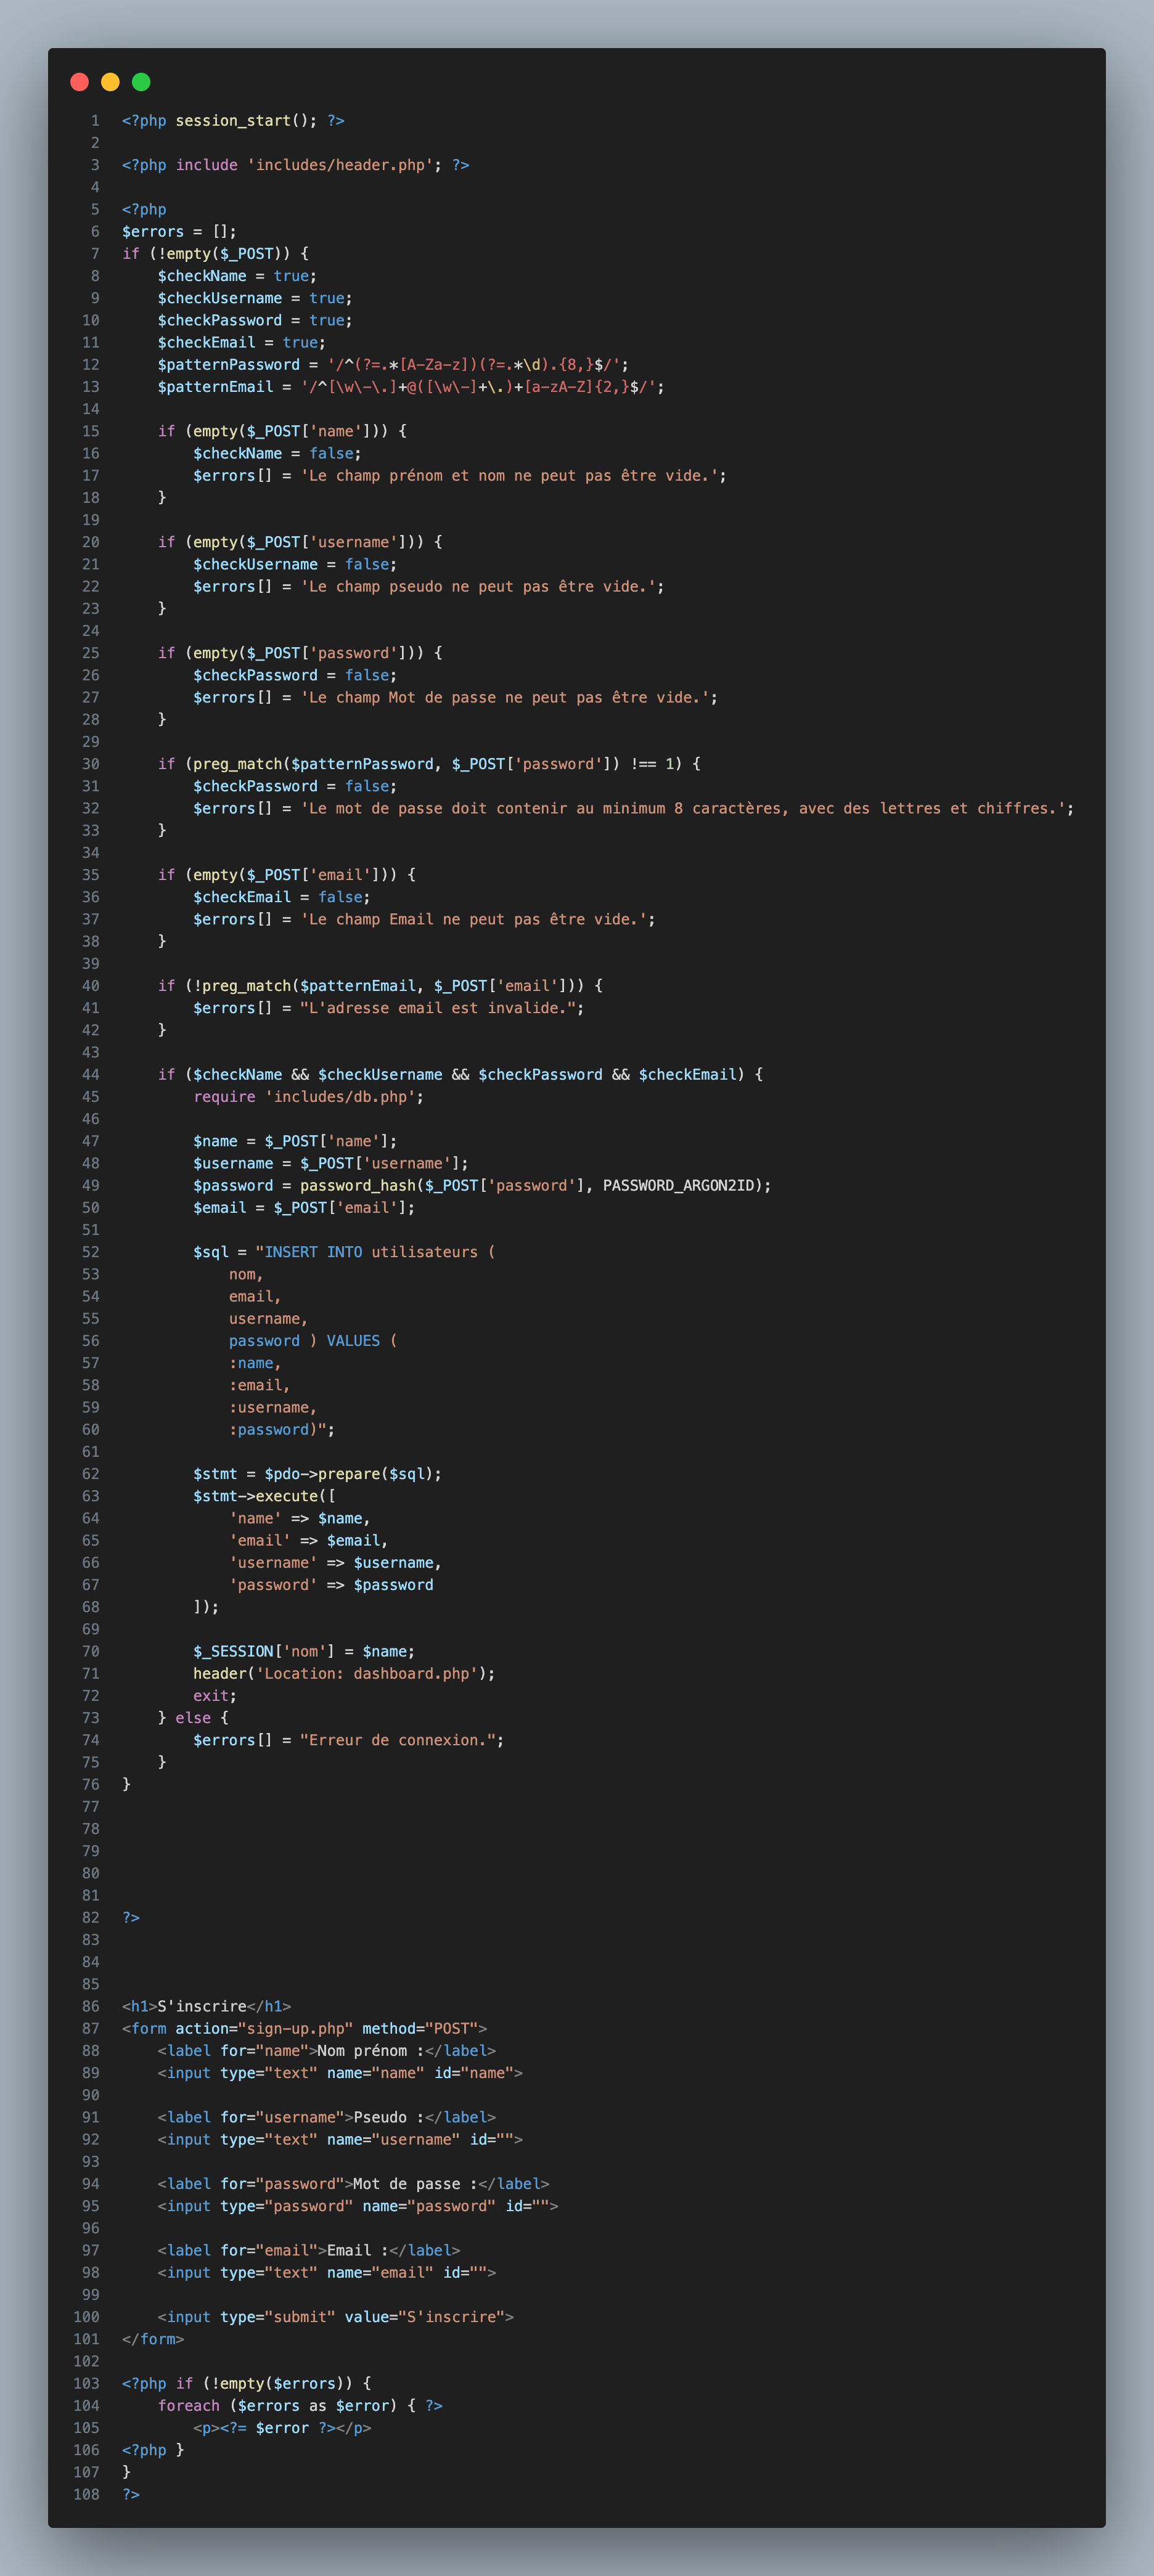 1 <?php session_start(); ?>
2
3 <?php include 'includes/header.php'; ?>
4
5 <?php
6 $errors = [];
7 if (!empty($_POST)) {
8     $checkName = true;
9     $checkUsername = true;
10     $checkPassword = true;
11     $checkEmail = true;
12     $patternPassword = '/^(?=.*[A-Za-z])(?=.*\d).{8,}$/';
13     $patternEmail = '/^[\w\-\.]+@([\w\-]+\.)+[a-zA-Z]{2,}$/';
14
15     if (empty($_POST['name'])) {
16         $checkName = false;
17         $errors[] = 'Le champ prénom et nom ne peut pas être vide.';
18     }
19
20     if (empty($_POST['username'])) {
21         $checkUsername = false;
22         $errors[] = 'Le champ pseudo ne peut pas être vide.';
23     }
24
25     if (empty($_POST['password'])) {
26         $checkPassword = false;
27         $errors[] = 'Le champ Mot de passe ne peut pas être vide.';
28     }
29
30     if (preg_match($patternPassword, $_POST['password']) !== 1) {
31         $checkPassword = false;
32         $errors[] = 'Le mot de passe doit contenir au minimum 8 caractères, avec des lettres et chiffres.';
33     }
34
35     if (empty($_POST['email'])) {
36         $checkEmail = false;
37         $errors[] = 'Le champ Email ne peut pas être vide.';
38     }
39
40     if (!preg_match($patternEmail, $_POST['email'])) {
41         $errors[] = "L'adresse email est invalide.";
42     }
43
44     if ($checkName && $checkUsername && $checkPassword && $checkEmail) {
45         require 'includes/db.php';
46
47         $name = $_POST['name'];
48         $username = $_POST['username'];
49         $password = password_hash($_POST['password'], PASSWORD_ARGON2ID);
50         $email = $_POST['email'];
51
52         $sql = "INSERT INTO utilisateurs (
53             nom,
54             email,
55             username,
56             password ) VALUES (
57             :name,
58             :email,
59             :username,
60             :password)";
61
62         $stmt = $pdo->prepare($sql);
63         $stmt->execute([
64             'name' => $name,
65             'email' => $email,
66             'username' => $username,
67             'password' => $password
68         ]);
69
70         $_SESSION['nom'] = $name;
71         header('Location: dashboard.php');
72         exit;
73     } else {
74         $errors[] = "Erreur de connexion.";
75     }
76 }
77
78
79
80
81
82 ?>
83
84
85
86 <h1>S'inscrire</h1>
87 <form action="sign-up.php" method="POST">
88     <label for="name">Nom prénom :</label>
89     <input type="text" name="name" id="name">
90
91     <label for="username">Pseudo :</label>
92     <input type="text" name="username" id="">
93
94     <label for="password">Mot de passe :</label>
95     <input type="password" name="password" id="">
96
97     <label for="email">Email :</label>
98     <input type="text" name="email" id="">
99
100     <input type="submit" value="S'inscrire">
101 </form>
102
103 <?php if (!empty($errors)) {
104     foreach ($errors as $error) { ?>
105         <p><?= $error ?></p>
106 <?php }
107 }
108 ?>